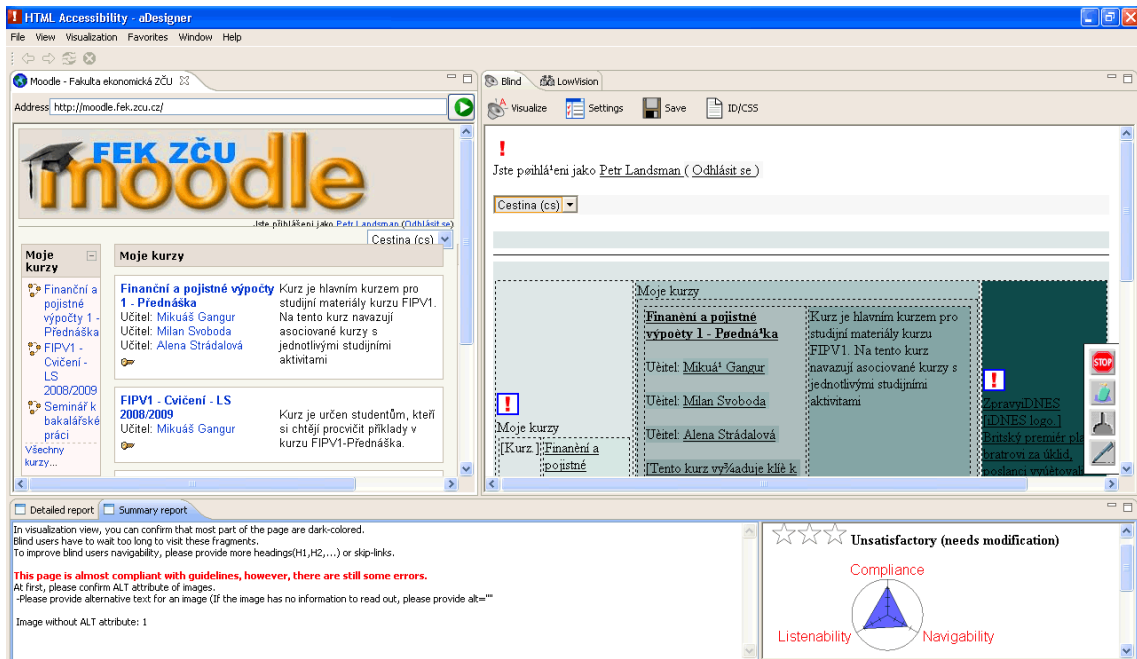 HTML Accessibility - aDesigner
File View Visualization Favorites Window Help
Moodle - Fakulta ekonomická ZČU
Address http://moodle.fek.zcu.cz/
FEK ZČU
moodle
Jste přihlášeni jako Petr Landsman (Odhlásit se)
Cestina (cs)
Moje kurzy
Finanční a pojistné výpočty 1 - Přednáška
FIPV1 - Cvičení - LS 2008/2009
Seminář k bakalářské práci
Všechny kurzy...
Moje kurzy
Finanční a pojistné výpočty 1 - Přednáška
Učitel: Mikuáš Gangur
Učitel: Milan Svoboda
Učitel: Alena Strádalová
Kurz je hlavním kurzem pro
studijní materiály kurzu FIPV1.
Na tento kurz navazují
asociované kurzy s
jednotlivými studijními
aktivitami
FIPV1 - Cvičení - LS
2008/2009
Učitel: Mikuáš Gangur
Kurz je určen studentům, kteří
si chtějí procvičit příklady v
kurzu FIPV1-Přednáška.
Blind LowVision
Visualize Settings Save ID/CSS
!
Jste pøihlá¹eni jako Petr Landsman ( Odhlásit se )
Cestina (cs)
!
Moje kurzy
[Kurz.] Finanèní a
pojistné
Moje kurzy
Finanèní a pojistné
výpoèty 1 - Pøedná¹ka
Uèitel: Mikuá¹ Gangur
Uèitel: Milan Svoboda
Uèitel: Alena Strádalová
[Tento kurz vy¾aduje klíè k
Kurz je hlavním kurzem pro
studijní materiály kurzu
FIPV1. Na tento kurz
navazují asociované kurzy s
jednotlivými studijními
aktivitami
!
ZpravyiDNES
[iDNES logo.]
Britský premiér pla
bratrovi za úklid,
poslanci vyúètoval
STOP
Detailed report Summary report
In visualization view, you can confirm that most part of the page are dark-colored.
Blind users have to wait too long to visit these fragments.
To improve blind users navigability, please provide more headings(H1,H2,...) or skip-links.
This page is almost compliant with guidelines, however, there are still some errors.
At first, please confirm ALT attribute of images.
-Please provide alternative text for an image (If the image has no information to read out, please provide alt=""
Image without ALT attribute: 1
Unsatisfactory (needs modification)
Compliance
Listenability
Navigability